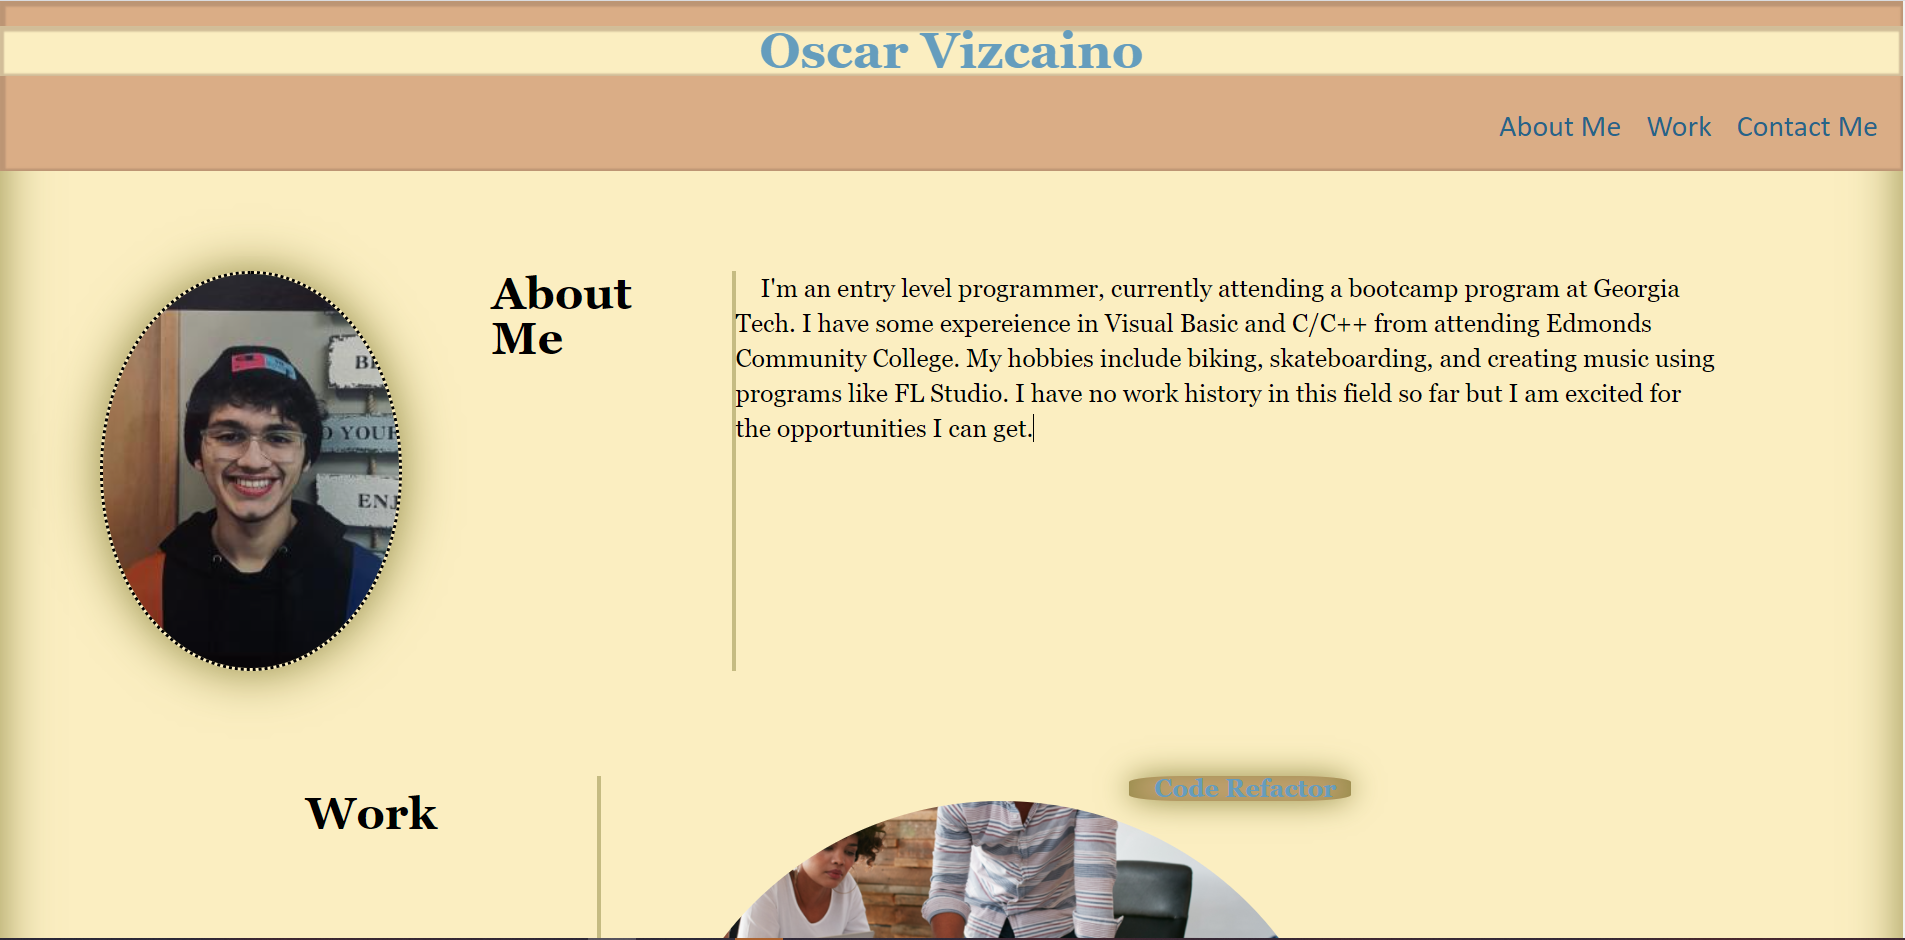 Oscar Vizcaino
About Me Work Contact Me
About
Me
I'm an entry level programmer, currently attending a bootcamp program at Georgia
Tech. I have some expereience in Visual Basic and C/C++ from attending Edmonds
Community College. My hobbies include biking, skateboarding, and creating music using
programs like FL Studio. I have no work history in this field so far but I am excited for
the opportunities I can get.
YOUR
ENJ
Work
Code Refactor